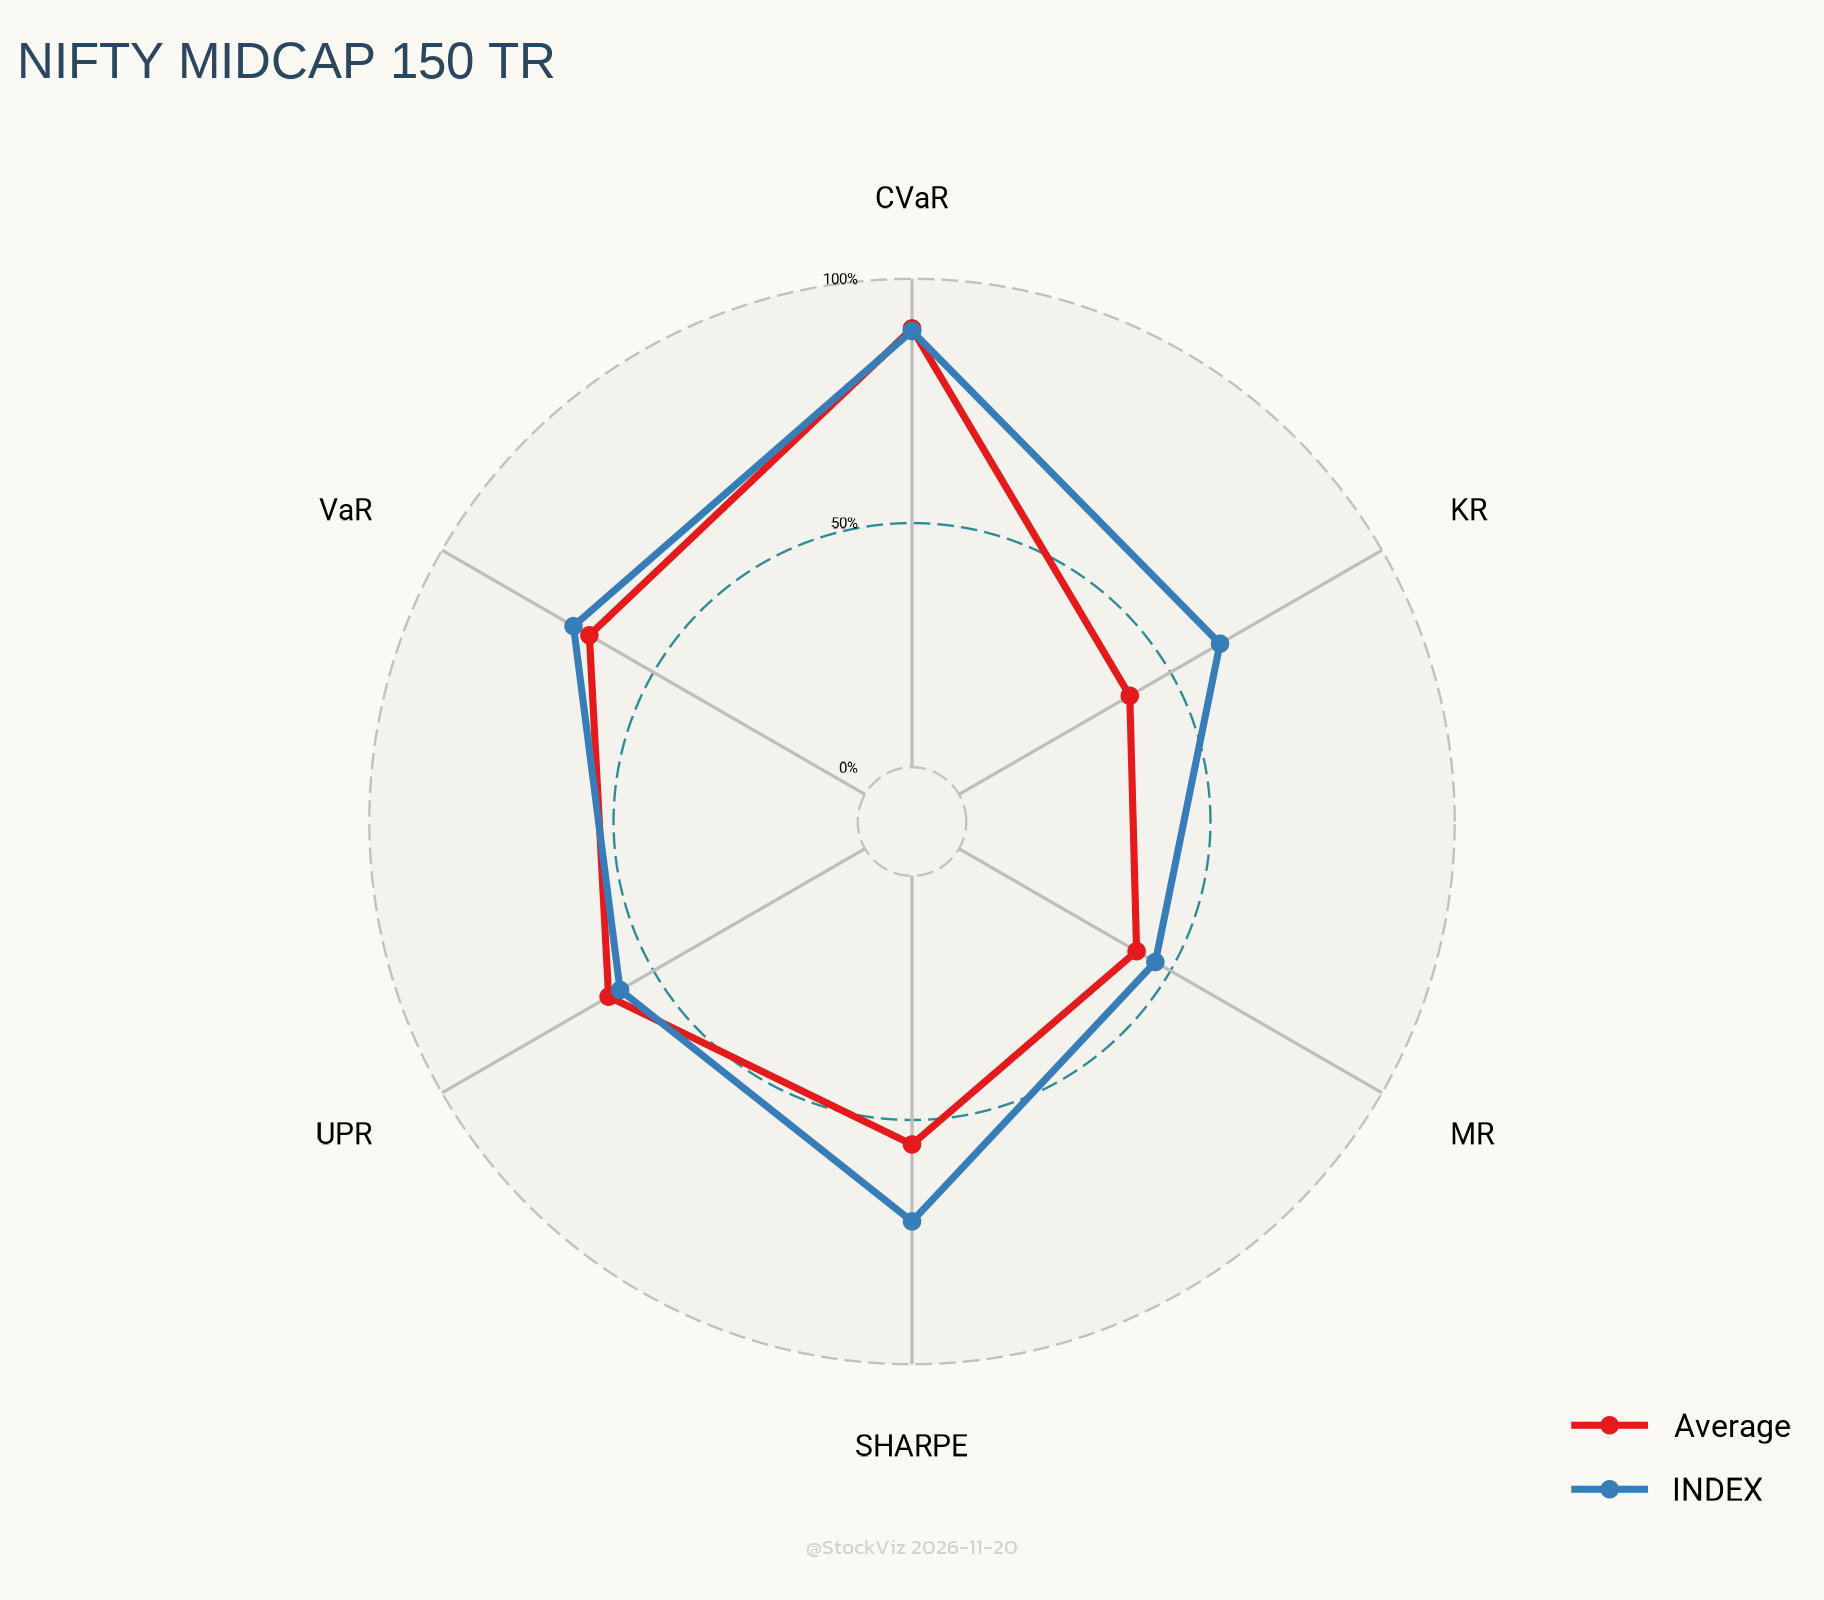 NIFTY MIDCAP 150 TR
CVaR
100%
VaR
KR
50%
0%
UPR
MR
SHARPE
Average
INDEX
@StockViz 2026-11-20